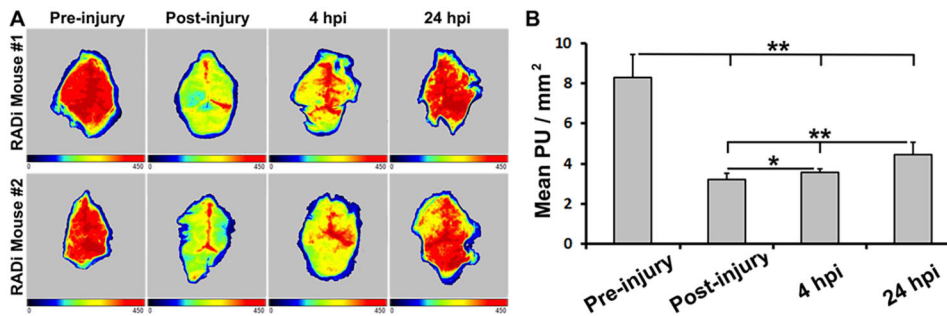 A
Pre-injury Post-injury 4 hpi 24 hpi
RADi Mouse #1
0 450 0 450 0 450 0 450
RADi Mouse #2
0 450 0 450 0 450 0 450
B
Mean PU / mm²
10
8
6
4
2
0
**
**
*
Pre-injury Post-injury 4 hpi 24 hpi